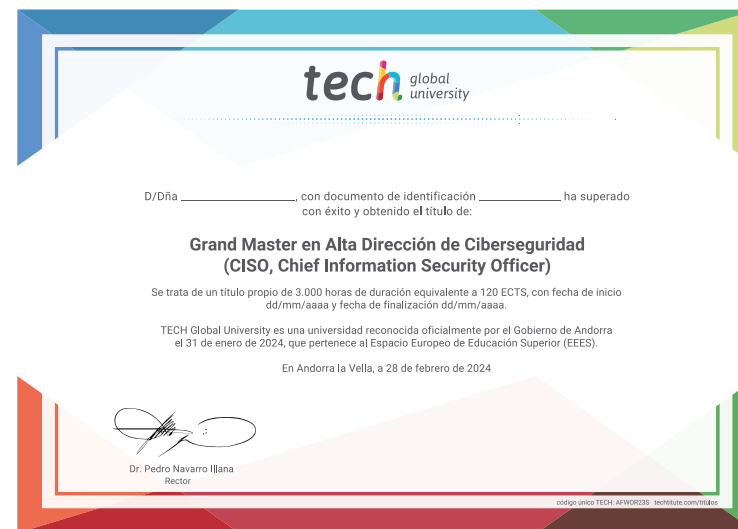 tech global university
D/Dña ____________________, con documento de identificación ______________ ha superado
con éxito y obtenido el título de:
Grand Master en Alta Dirección de Ciberseguridad
(CISO, Chief Information Security Officer)
Se trata de un título propio de 3.000 horas de duración equivalente a 120 ECTS, con fecha de inicio
dd/mm/aaaa y fecha de finalización dd/mm/aaaa.
TECH Global University es una universidad reconocida oficialmente por el Gobierno de Andorra
el 31 de enero de 2024, que pertenece al Espacio Europeo de Educación Superior (EEES).
En Andorra la Vella, a 28 de febrero de 2024
Dr. Pedro Navarro Illana
Rector
código único TECH: AFWOR23S techtitute.com/titulos